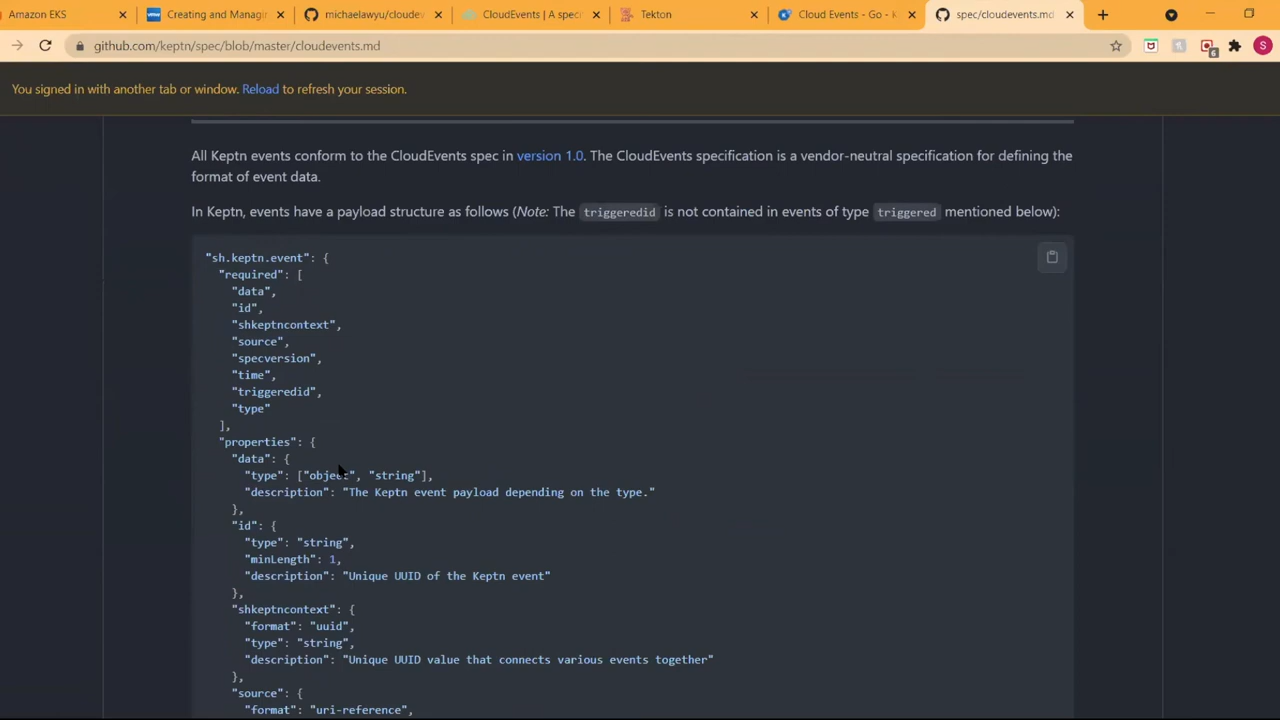 Amazon EKS
Creating and Managi
michaelawyu/cloudev
CloudEvents | A speci
Tekton
Cloud Events - Go - k
spec/cloudevents.md
github.com/keptn/spec/blob/master/cloudevents.md
6
S
You signed in with another tab or window. Reload to refresh your session.
All Keptn events conform to the CloudEvents spec in version 1.0. The CloudEvents specification is a vendor-neutral specification for defining the
format of event data.
In Keptn, events have a payload structure as follows (Note: The triggeredid is not contained in events of type triggered mentioned below):
"sh.keptn.event": {
"required": [
"data",
"id",
"shkeptncontext",
"source",
"specversion",
"time",
"triggeredid",
"type"
],
"properties": {
"data": {
"type": ["object", "string"],
"description": "The Keptn event payload depending on the type."
},
"id": {
"type": "string",
"minLength": 1,
"description": "Unique UUID of the Keptn event"
},
"shkeptncontext": {
"format": "uuid",
"type": "string",
"description": "Unique UUID value that connects various events together"
},
"source": {
"format": "uri-reference",